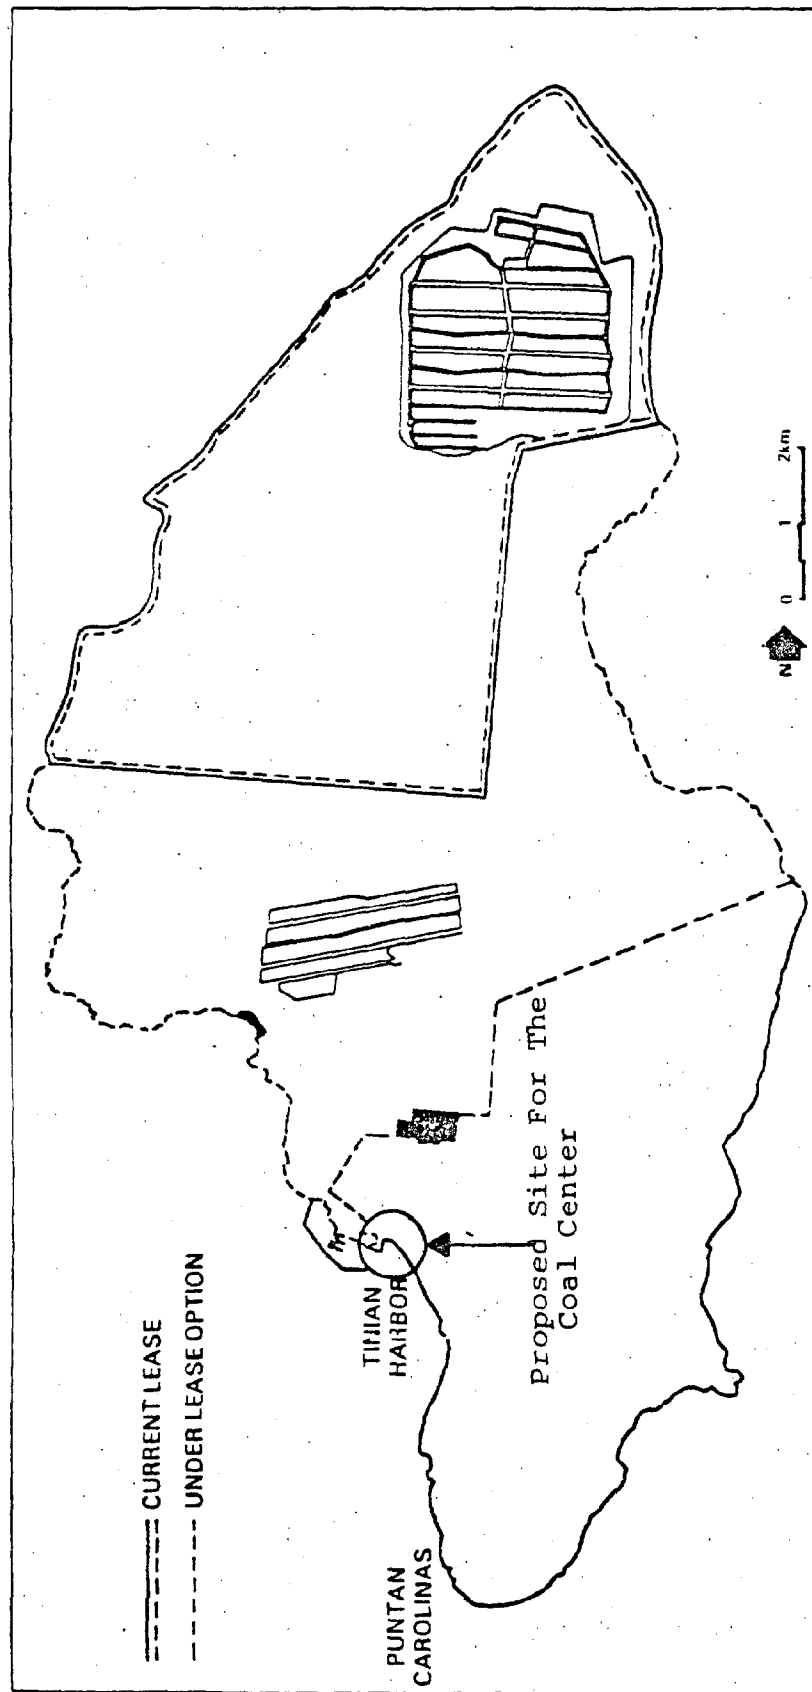 CURRENT LEASE
UNDER LEASE OPTION
TINIAN
HARBOR
PUNTAN
CAROLINAS
Proposed Site For The
Coal Center
N
0 1 2km